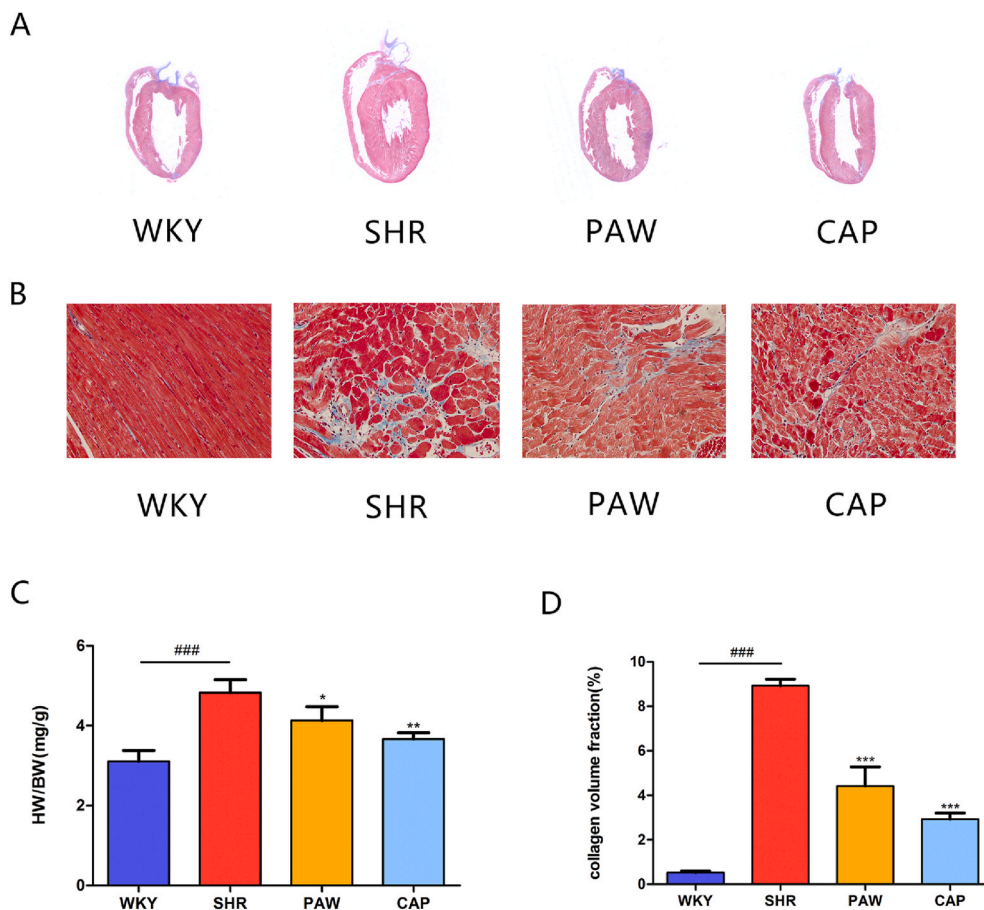 A
WKY SHR PAW CAP
B
WKY SHR PAW CAP
C
HW/BW(mg/g)
6
4
2
0
###
*
**
WKY SHR PAW CAP
D
collagen volume fraction(%)
10
8
6
4
2
0
###
***
***
WKY SHR PAW CAP